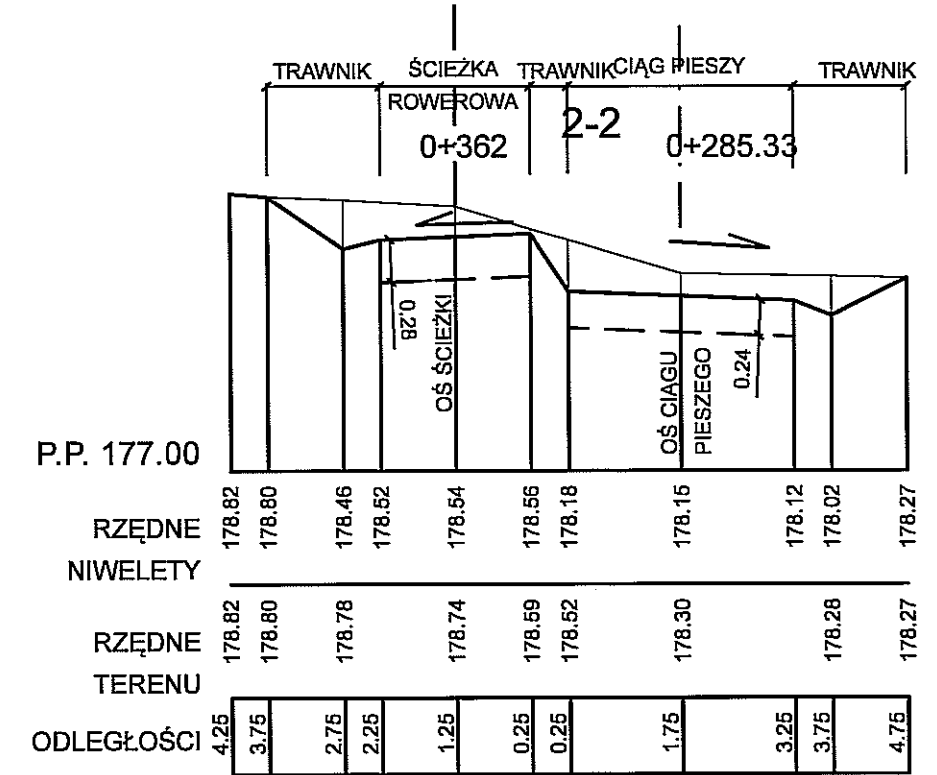 TRAWNIK ŚCIEŻKA TRAWNIK CIĄG PIESZY TRAWNIK
ROWEROWA
2-2
0+362 0+285.33
0.28
OŚ ŚCIEŻKI
OŚ CIĄGU
PIESZEGO
0.24
P.P. 177.00
RZĘDNE
NIWELETY
178.82 178.80 178.46 178.52 178.54 178.56 178.18 178.15 178.12 178.02 178.27
RZĘDNE
TERENU
178.82 178.80 178.78 178.74 178.59 178.52 178.30 178.28 178.27
ODLEGŁOŚCI 4.25 3.75 2.75 2.25 1.25 0.25 0.25 1.75 3.25 3.75 4.75